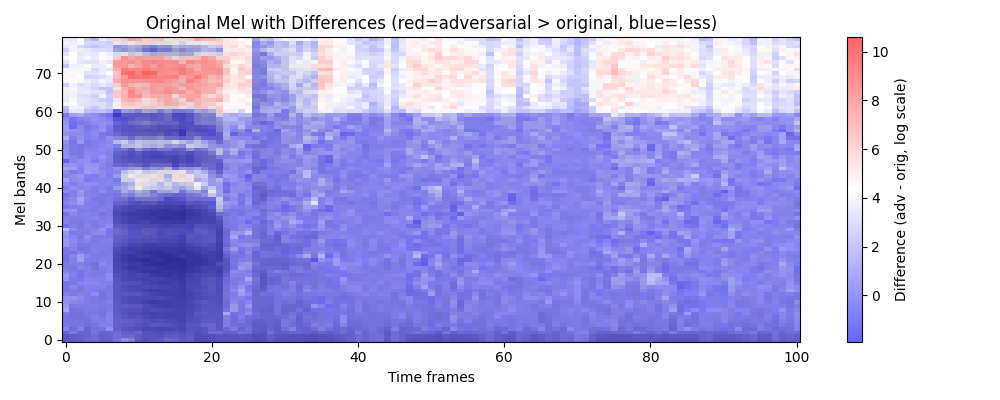 Original Mel with Differences (red=adversarial > original, blue=less)
Mel bands
70
60
50
40
30
20
10
0
0 20 40 60 80 100
Time frames
10
8
6
4
2
0
Difference (adv - orig, log scale)